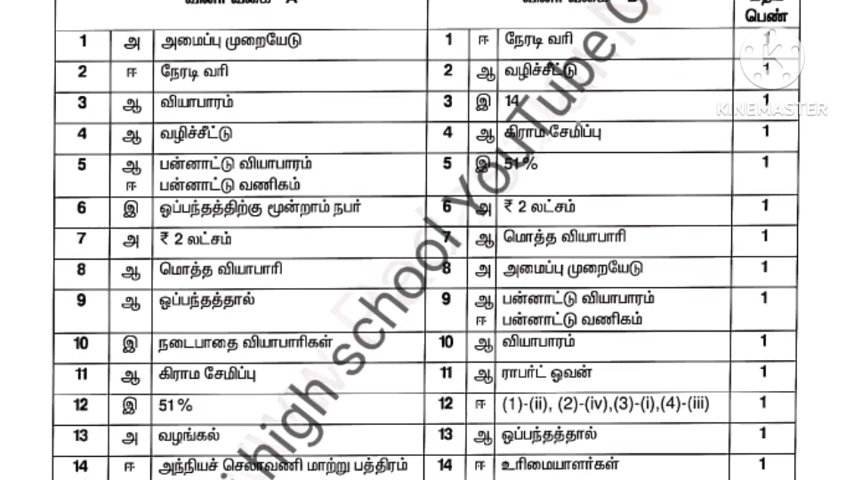 வினா வகை - A வினா வகை - B
பெண்
1 அ அமைப்பு முறையேடு 1 ஈ நேரடி வரி 1
2 ஈ நேரடி வரி 2 ஆ வழிச்சீட்டு 1
3 ஆ வியாபாரம் 3 இ 14 1
4 ஆ வழிச்சீட்டு 4 ஆ கிராம சேமிப்பு 1
5 ஆ பன்னாட்டு வியாபாரம் 5 இ 51% 1
ஈ பன்னாட்டு வணிகம்
6 இ ஒப்பந்தத்திற்கு மூன்றாம் நபர் 6 அ ₹ 2 லட்சம் 1
7 அ ₹ 2 லட்சம் 7 ஆ மொத்த வியாபாரி 1
8 ஆ மொத்த வியாபாரி 8 அ அமைப்பு முறையேடு 1
9 ஆ ஒப்பந்தத்தால் 9 ஆ பன்னாட்டு வியாபாரம் 1
ஈ பன்னாட்டு வணிகம்
10 இ நடைபாதை வியாபாரிகள் 10 ஆ வியாபாரம் 1
11 ஆ கிராம சேமிப்பு 11 ஆ ராபர்ட் ஓவன் 1
12 இ 51% 12 ஈ (1)-(ii), (2)-(iv),(3)-(i),(4)-(iii) 1
13 அ வழங்கல் 13 ஆ ஒப்பந்தத்தால் 1
14 ஈ அந்நியச் செலாவணி மாற்று பத்திரம் 14 ஈ உரிமையாளர்கள் 1
high school YouTube
KINEMASTER